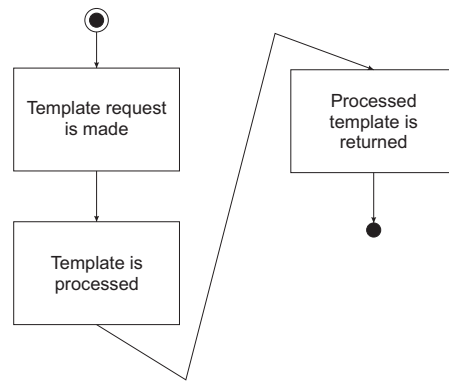 Template request
is made
Template is
processed
Processed
template is
returned